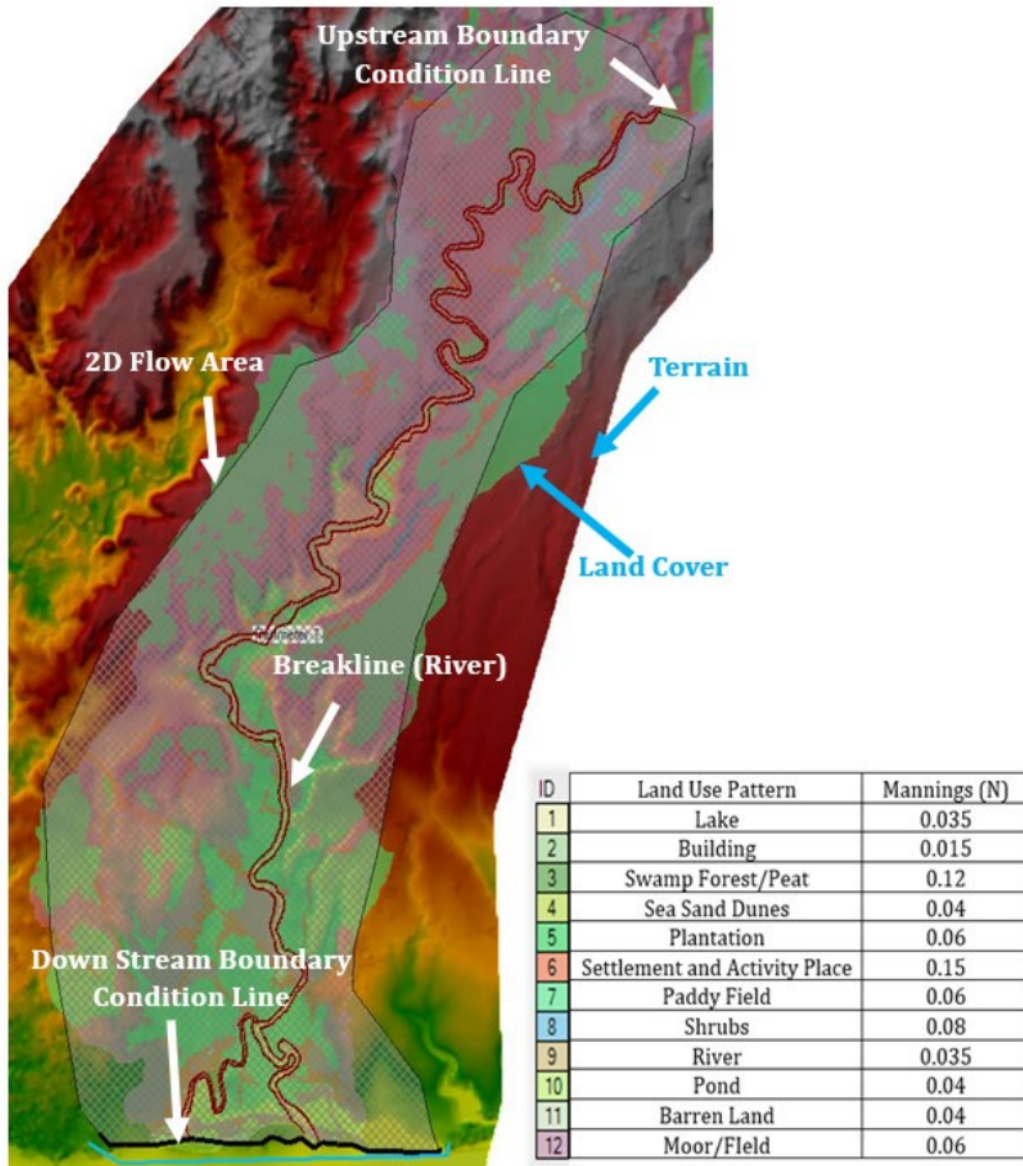 Upstream Boundary
Condition Line
2D Flow Area
Terrain
Land Cover
Breakline (River)
Down Stream Boundary
Condition Line
ID Land Use Pattern Mannings (N)
1 Lake 0.035
2 Building 0.015
3 Swamp Forest/Peat 0.12
4 Sea Sand Dunes 0.04
5 Plantation 0.06
6 Settlement and Activity Place 0.15
7 Paddy Field 0.06
8 Shrubs 0.08
9 River 0.035
10 Pond 0.04
11 Barren Land 0.04
12 Moor/FIeld 0.06